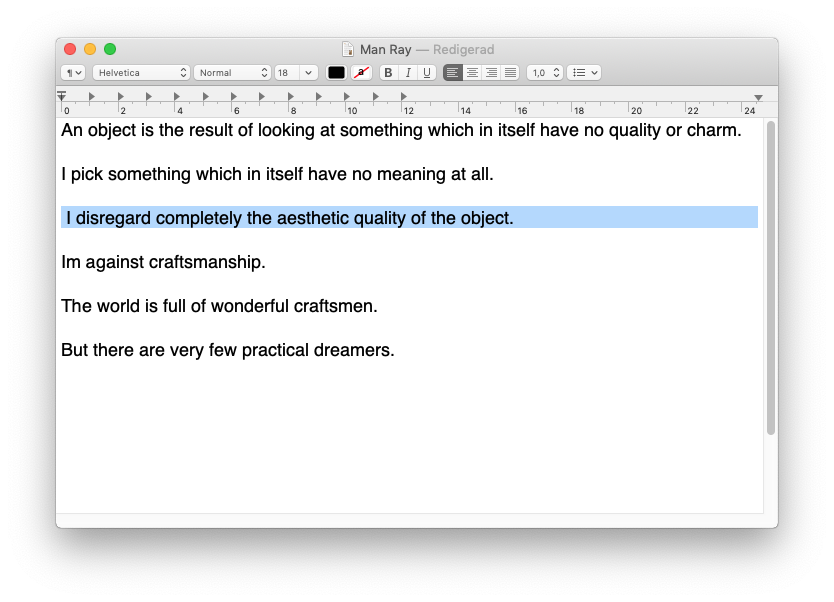 Man Ray — Redigerad
¶ Helvetica Normal 18 a B I U 1,0
0 2 4 6 8 10 12 14 16 18 20 22 24
An object is the result of looking at something which in itself have no quality or charm.
I pick something which in itself have no meaning at all.
I disregard completely the aesthetic quality of the object.
Im against craftsmanship.
The world is full of wonderful craftsmen.
But there are very few practical dreamers.